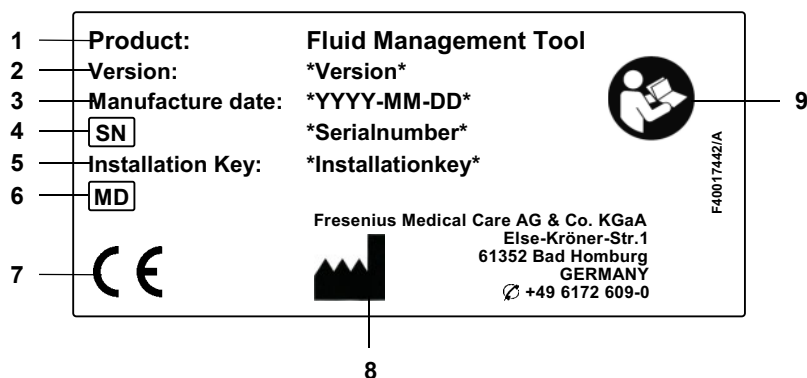 1 Product: Fluid Management Tool
2 Version: *Version*
3 Manufacture date: *YYYY-MM-DD*
9
4 SN *Serialnumber*
5 Installation Key: *Installationkey*
6 MD
F40017442/A
Fresenius Medical Care AG & Co. KGaA
Else-Kröner-Str.1
61352 Bad Homburg
7 CE
GERMANY
+49 6172 609-0
8